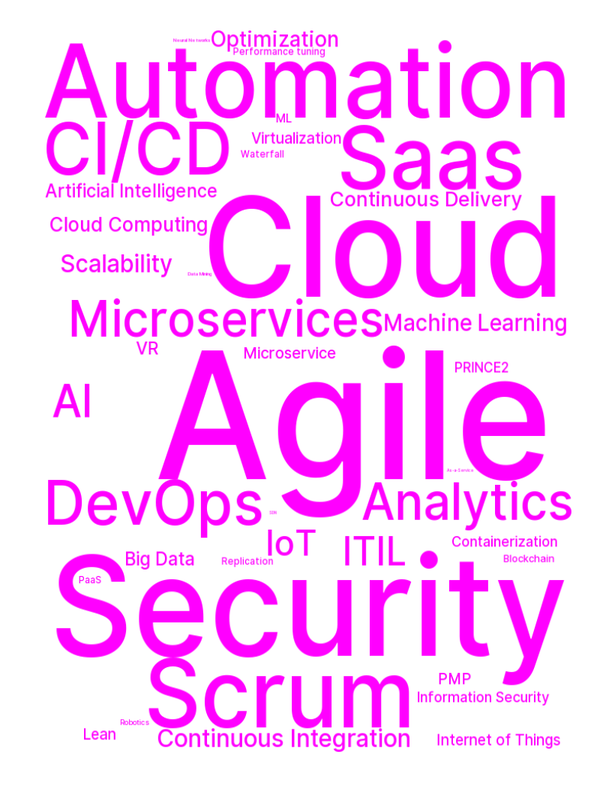 Optimization
Performance tuning
Automation
ML
CI/CD
Virtualization
Saas
Waterfall
Artificial Intelligence
Continuous Delivery
Cloud Computing
Cloud
Scalability
Data Mining
Microservices
Machine Learning
VR
Microservice
PRINCE2
Agile
AI
DevOps
Analytics
IoT
ITIL
Containerization
Big Data
Replication
Blockchain
PaaS
Security
Scrum
PMP
Information Security
Robotics
Lean
Continuous Integration
Internet of Things